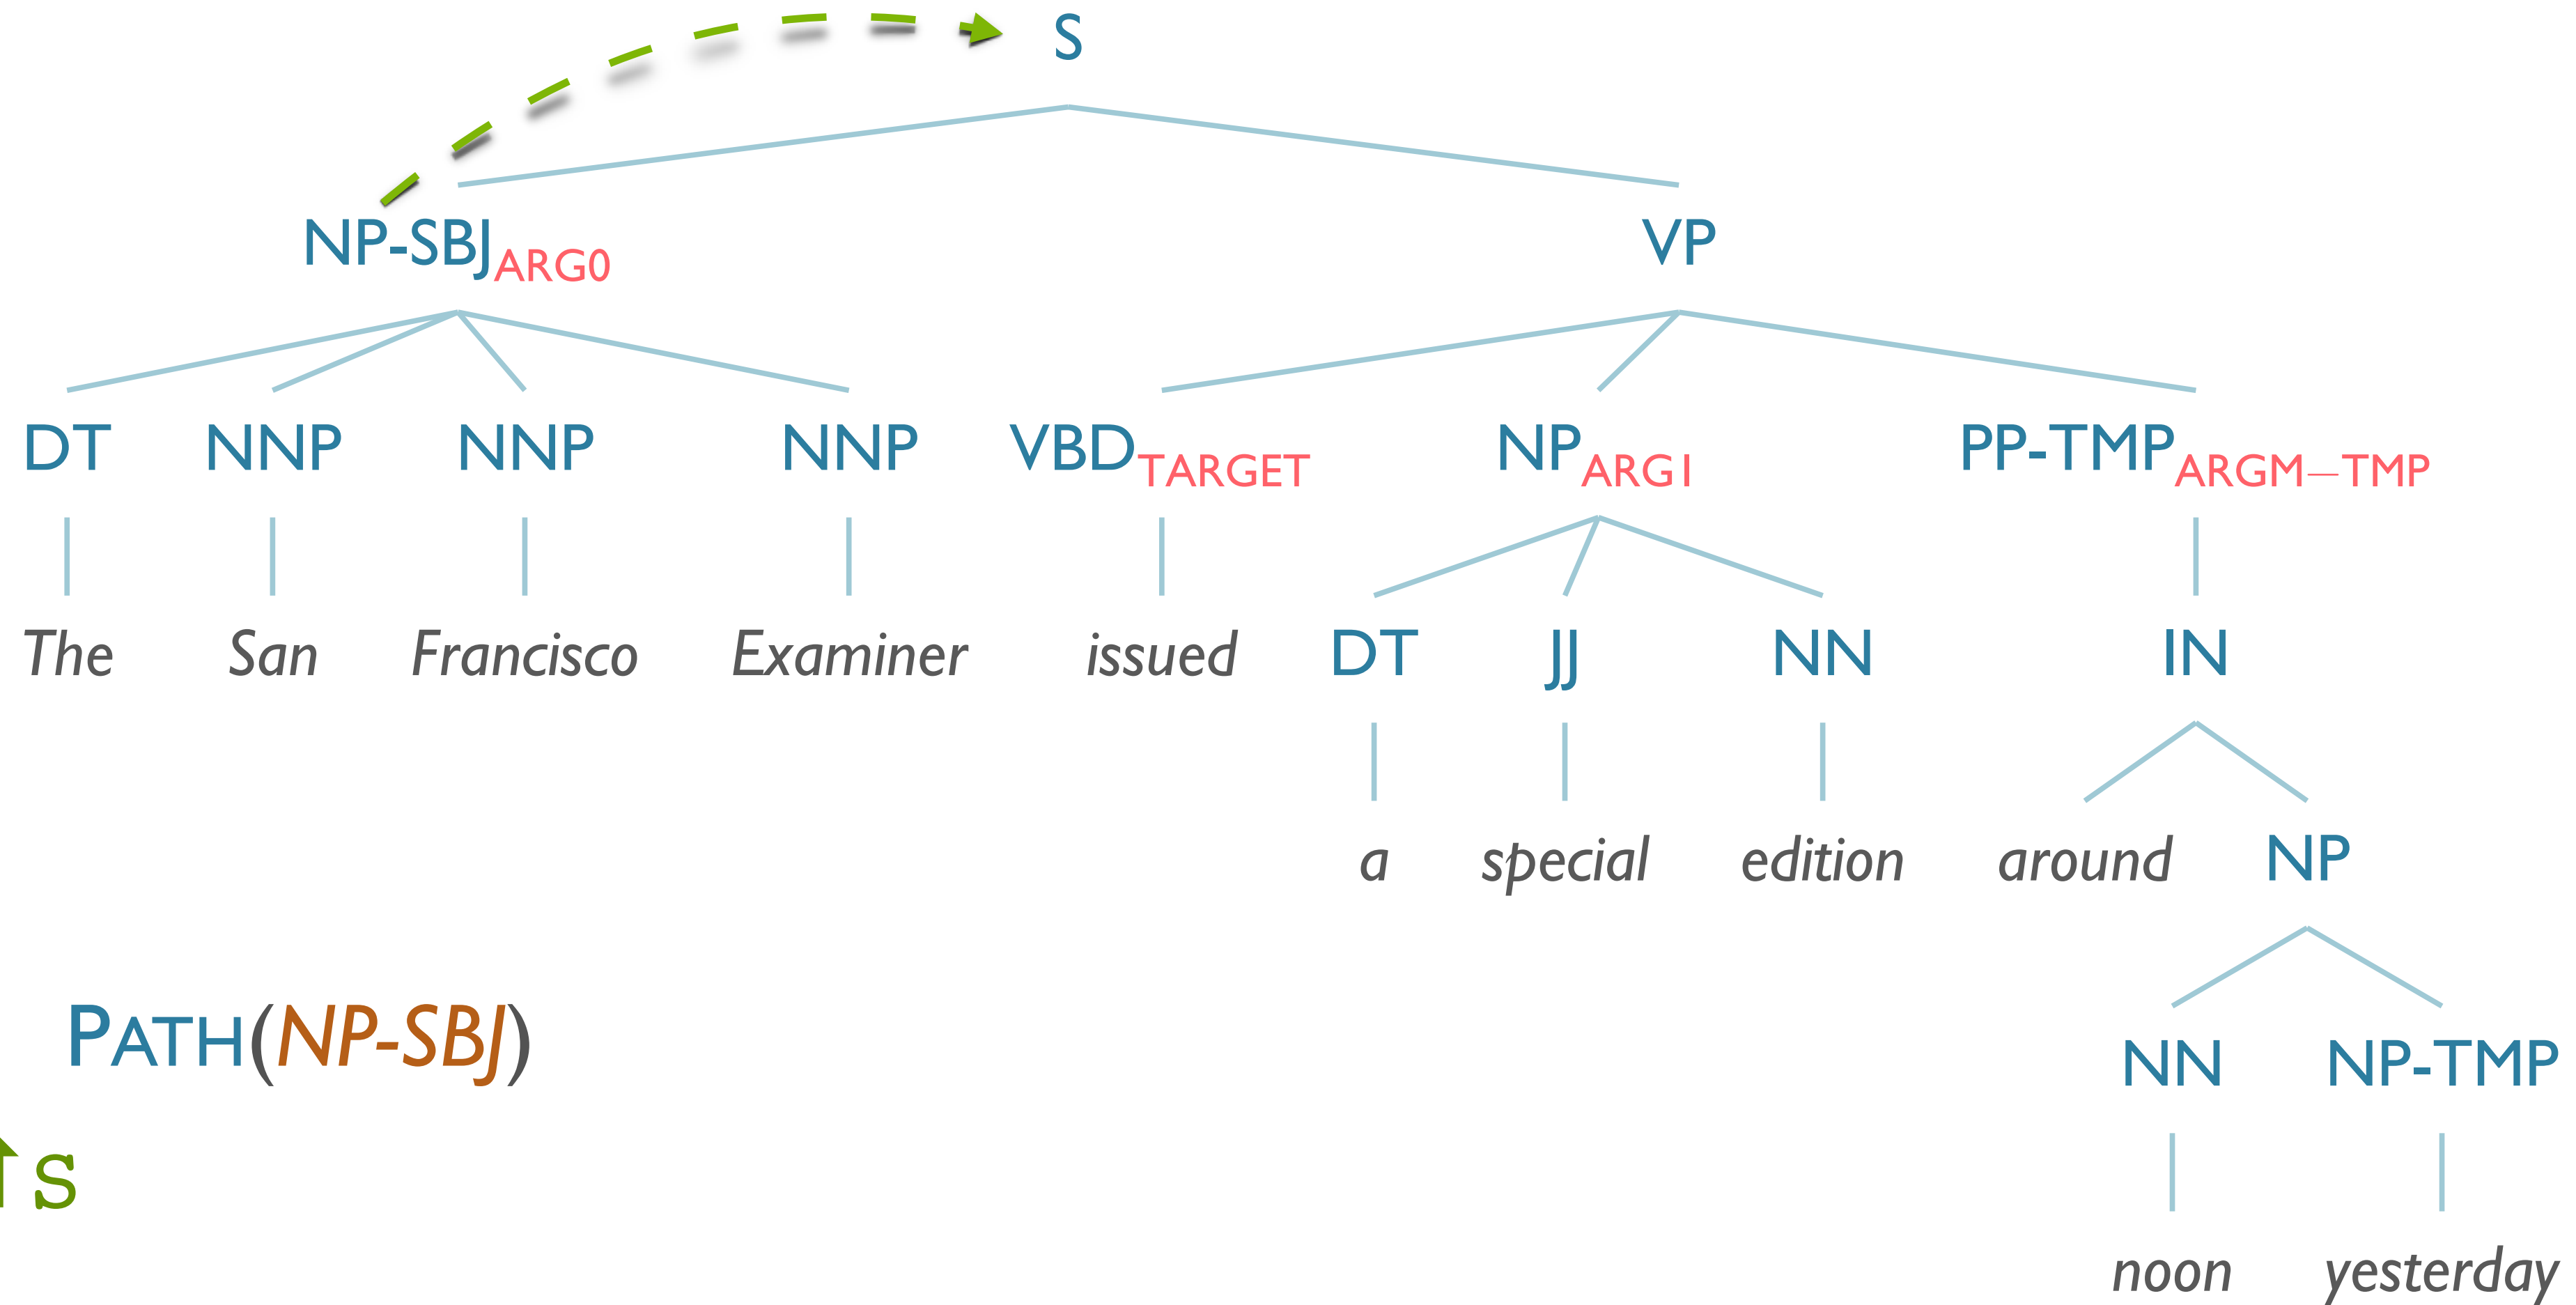 S
NP-SBJARG0 VP
DT NNP NNP NNP VBDTARGET NPARG1 PP-TMPARGM–TMP
The San Francisco Examiner issued DT JJ NN IN
a special edition around NP
PATH(NP-SBJ) NN NP-TMP
↑S
noon yesterday